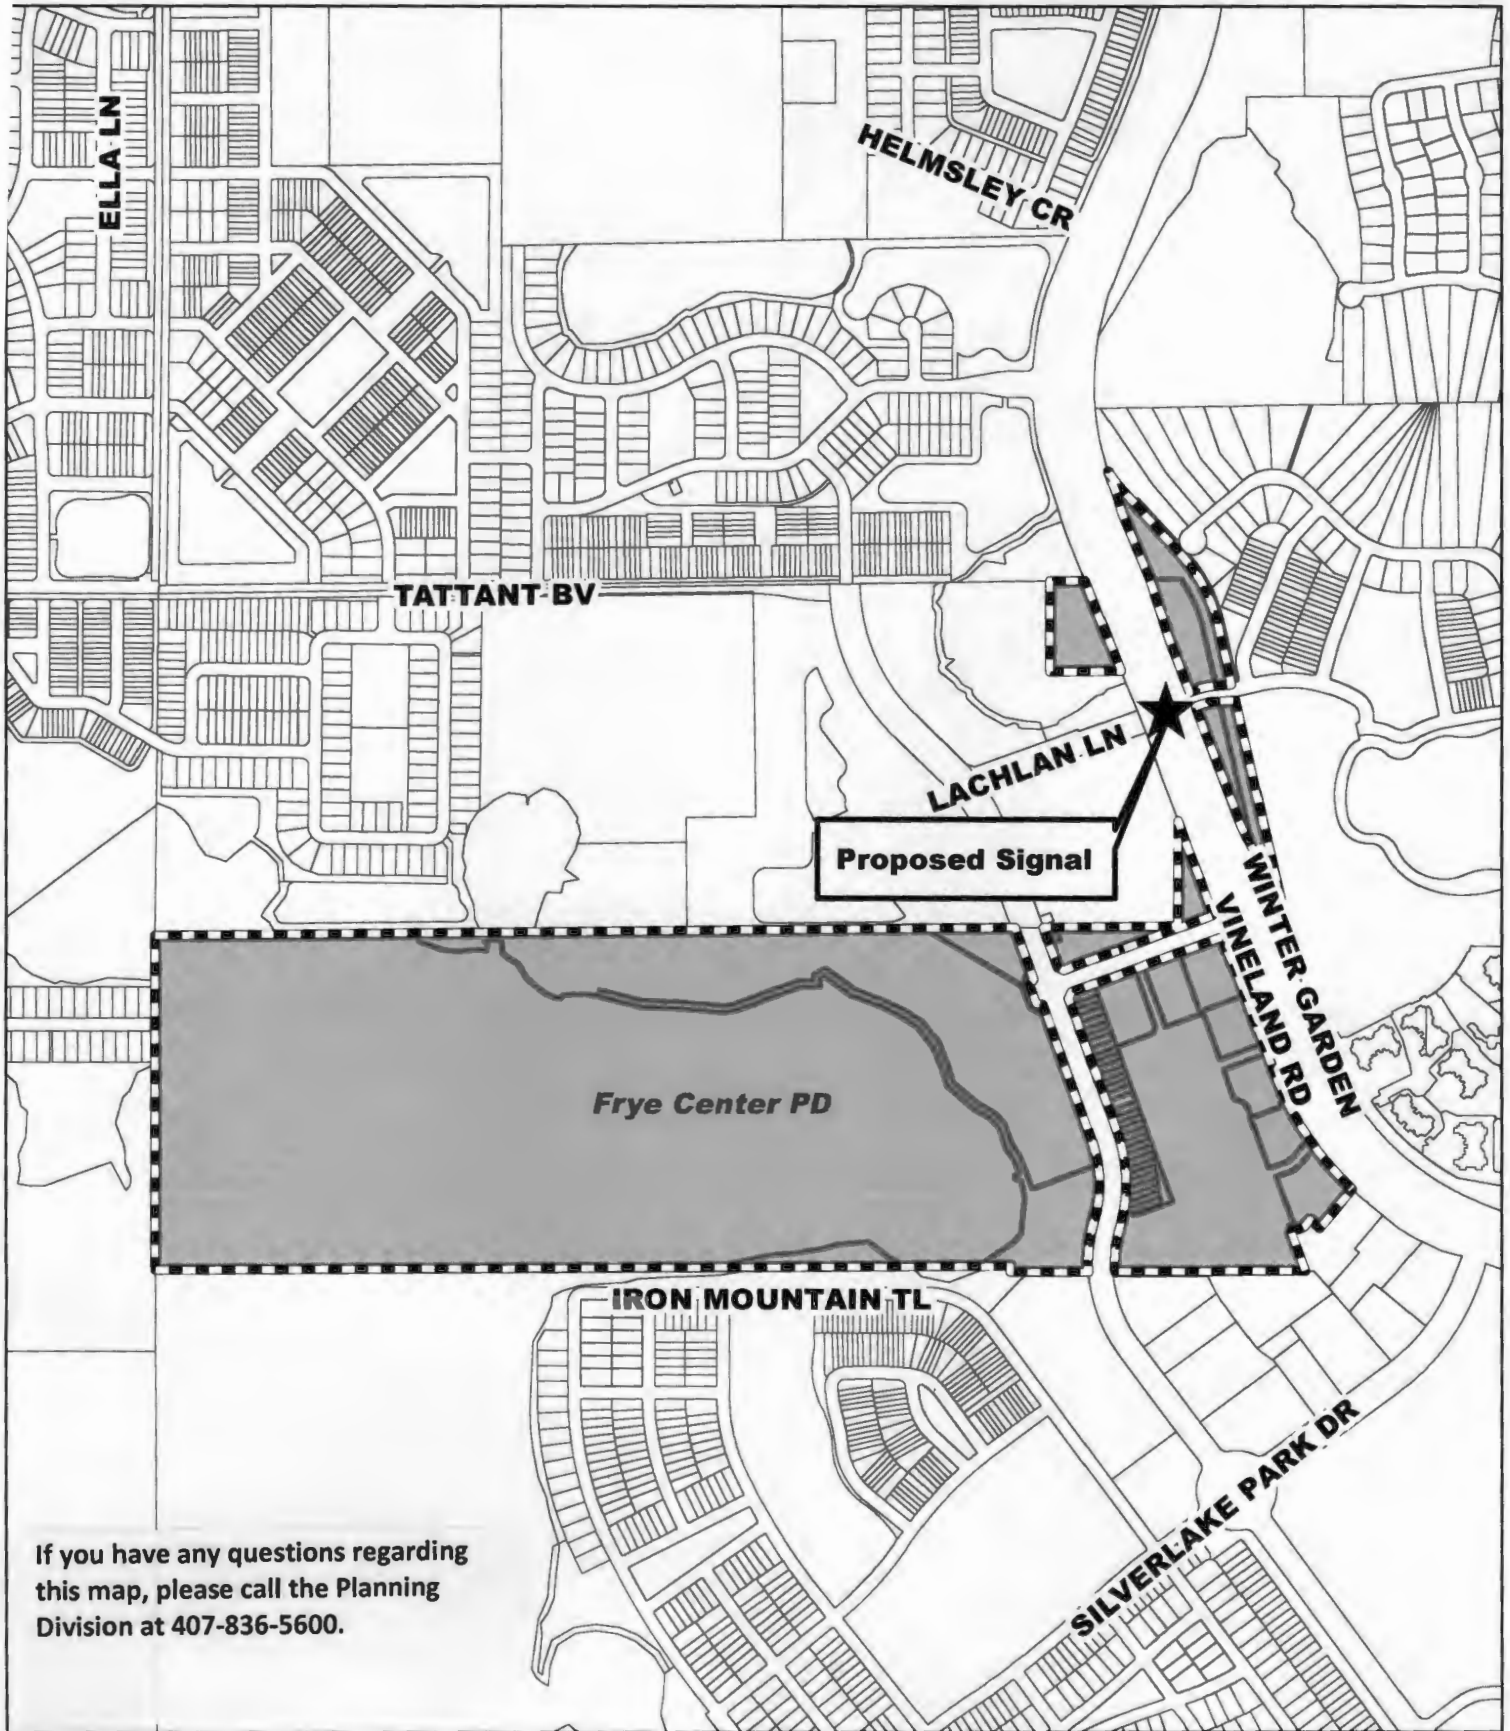 ELLA LN
HELMSLEY CR
TATTANT BV
LACHLAN LN
Proposed Signal
WINTER GARDEN
VINELAND RD
Frye Center PD
IRON MOUNTAIN TL
SILVERLAKE PARK DR
If you have any questions regarding
this map, please call the Planning
Division at 407-836-5600.